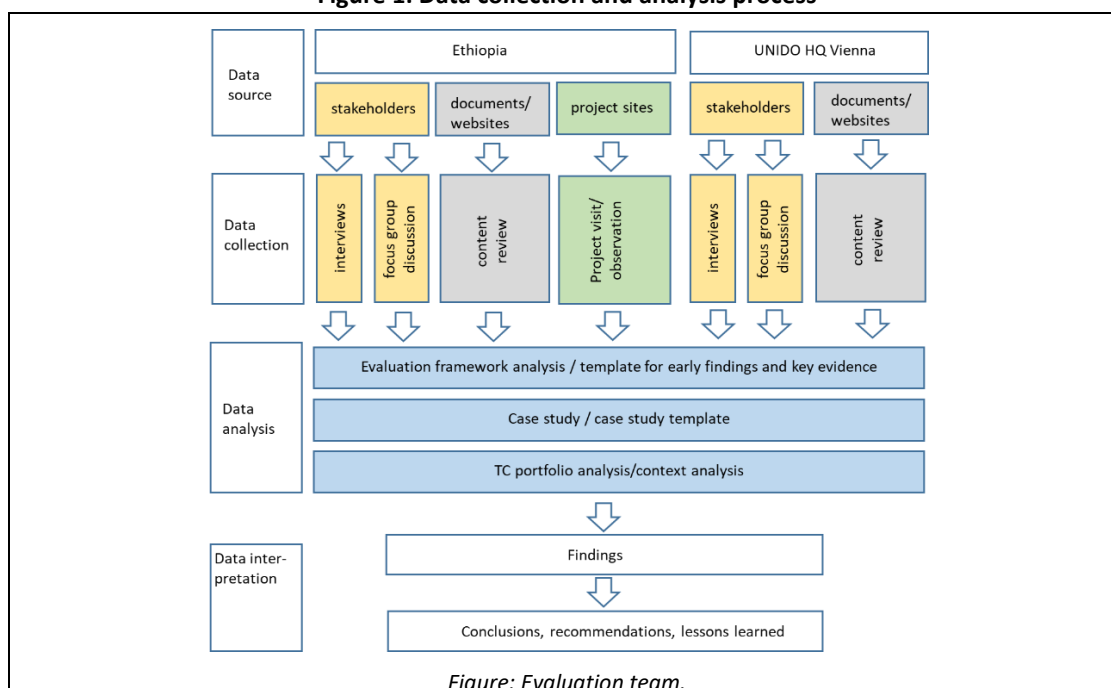 Figure 1: Data collection and analysis process
Data
source
Ethiopia
UNIDO HQ Vienna
stakeholders
documents/
websites
project sites
stakeholders
documents/
websites
Data
collection
interviews
focus group
discussion
content
review
Project visit/
observation
interviews
focus group
discussion
content
review
Data
analysis
Evaluation framework analysis / template for early findings and key evidence
Case study / case study template
TC portfolio analysis/context analysis
Data inter-
pretation
Findings
Conclusions, recommendations, lessons learned
Figure: Evaluation team.